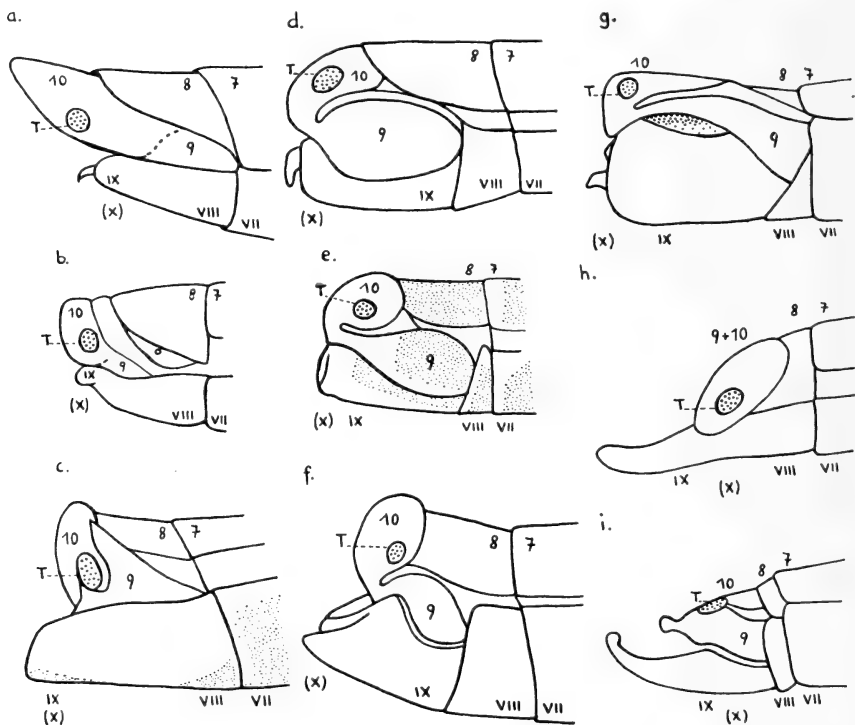 a.
10
8
7
T.
9
IX
(x)
VIII
VII
b.
10
8
7
T.
8
9
IX
(x)
VIII
VII
c.
10
8
7
T.
9
IX
(x)
VIII
VII
d.
10
8
7
T.
9
IX
VIII
VII
(x)
e.
10
8
7
T.
9
(x)
IX
VIII
VII
f.
10
8
7
T.
9
(x)
IX
VIII
VII
g.
10
8
7
T.
9
(x)
IX
VIII
VII
h.
9+10
8
7
T.
IX
(x)
VIII
VII
i.
10
8
7
T.
9
IX
(x)
VIII
VII